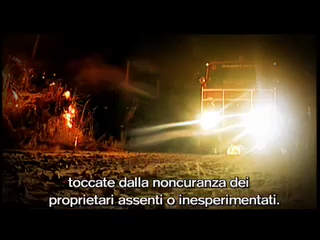 toccate dalla noncuranza dei
proprietari assenti o inesperimentati.